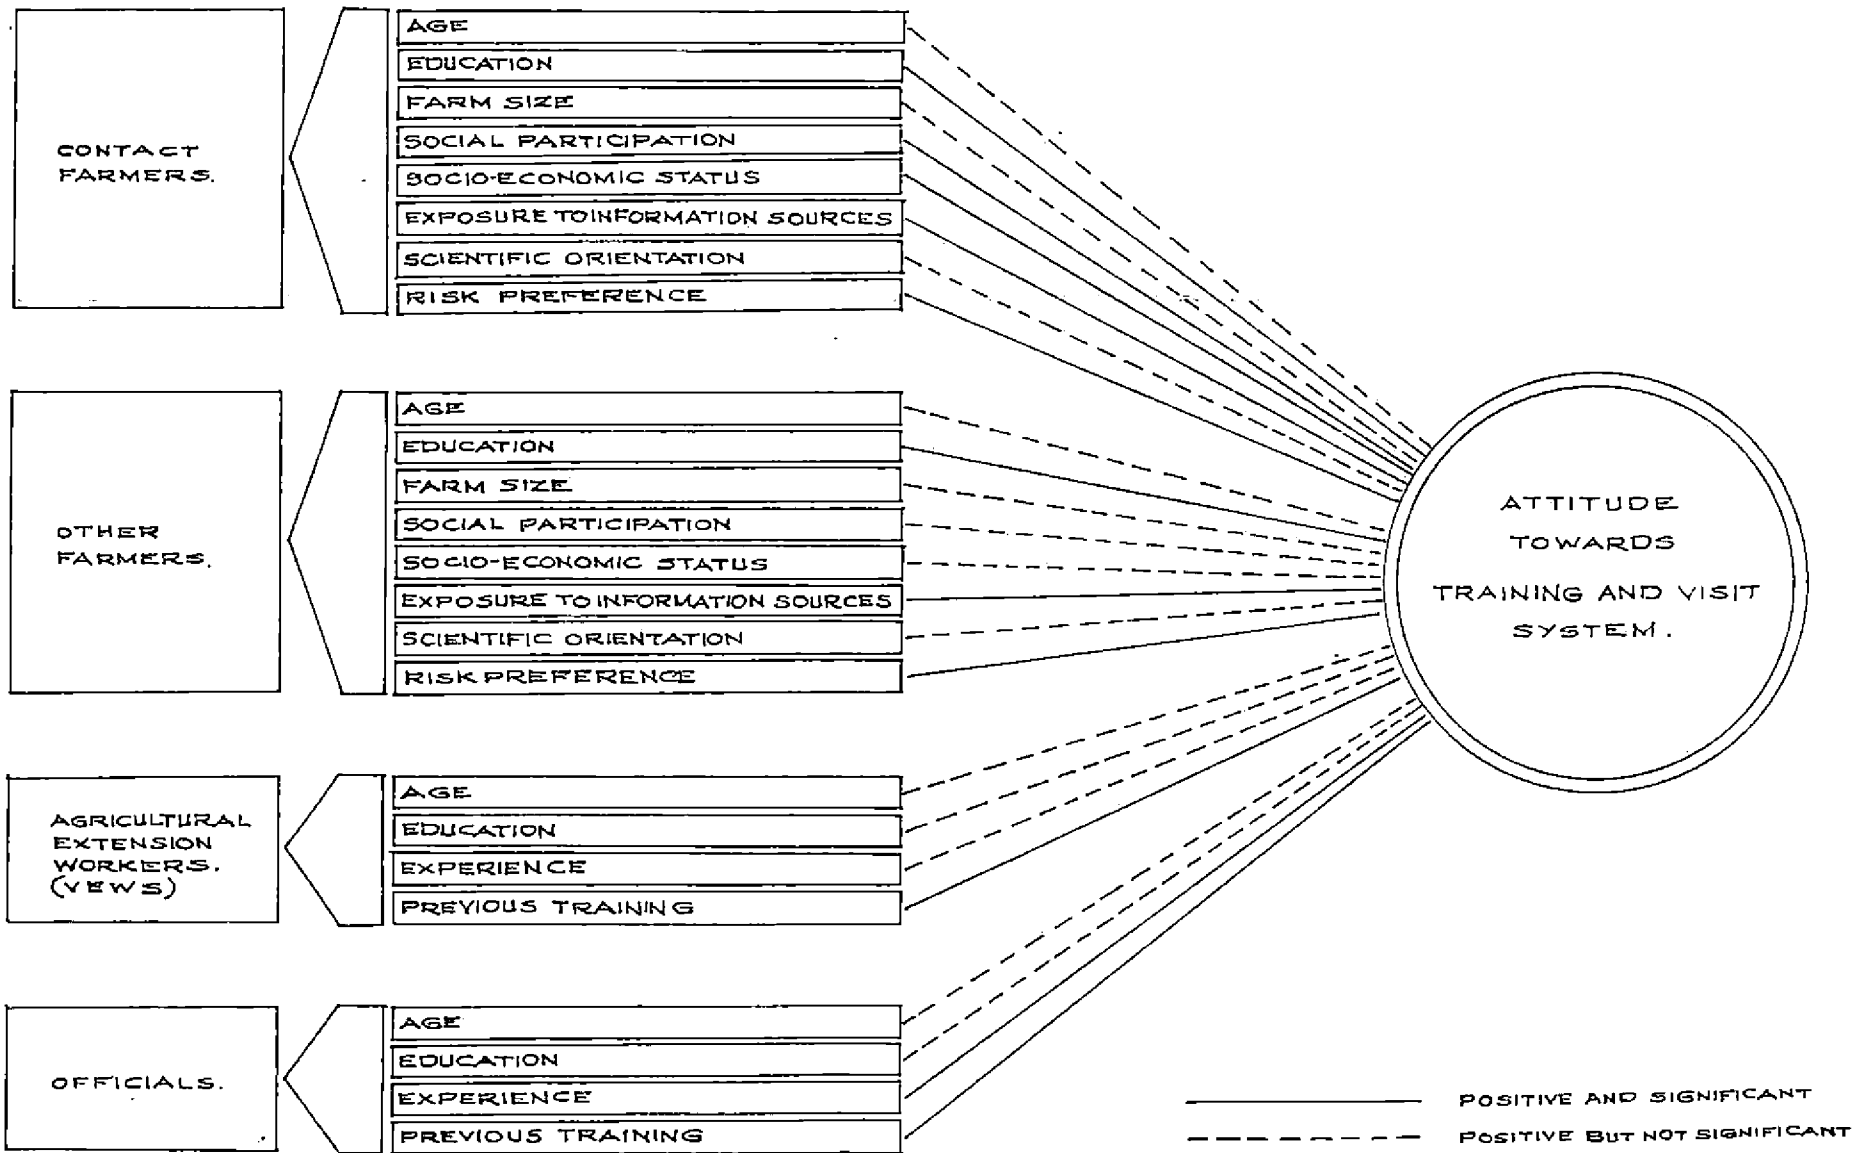 CONTACT
FARMERS.
AGE
EDUCATION
FARM SIZE
SOCIAL PARTICIPATION
SOCIO-ECONOMIC STATUS
EXPOSURE TO INFORMATION SOURCES
SCIENTIFIC ORIENTATION
RISK PREFERENCE
OTHER
FARMERS.
AGE
EDUCATION
FARM SIZE
SOCIAL PARTICIPATION
SOCIO-ECONOMIC STATUS
EXPOSURE TO INFORMATION SOURCES
SCIENTIFIC ORIENTATION
RISK PREFERENCE
AGRICULTURAL
EXTENSION
WORKERS.
(VEWS)
AGE
EDUCATION
EXPERIENCE
PREVIOUS TRAINING
OFFICIALS.
AGE
EDUCATION
EXPERIENCE
PREVIOUS TRAINING
ATTITUDE
TOWARDS
TRAINING AND VISIT
SYSTEM.
POSITIVE AND SIGNIFICANT
POSITIVE BUT NOT SIGNIFICANT